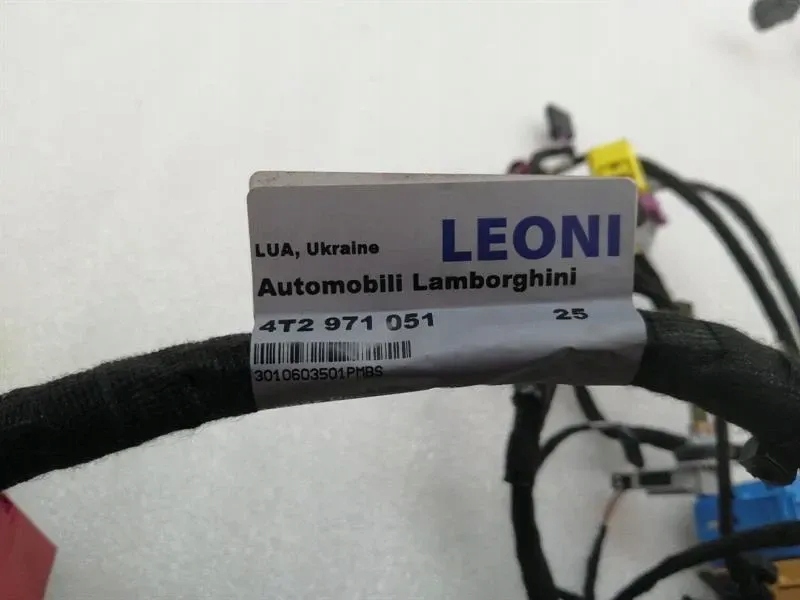 LEONI
LUA, Ukraine
Automobili Lamborghini
4T2 971 051 25
3010603501PMBS